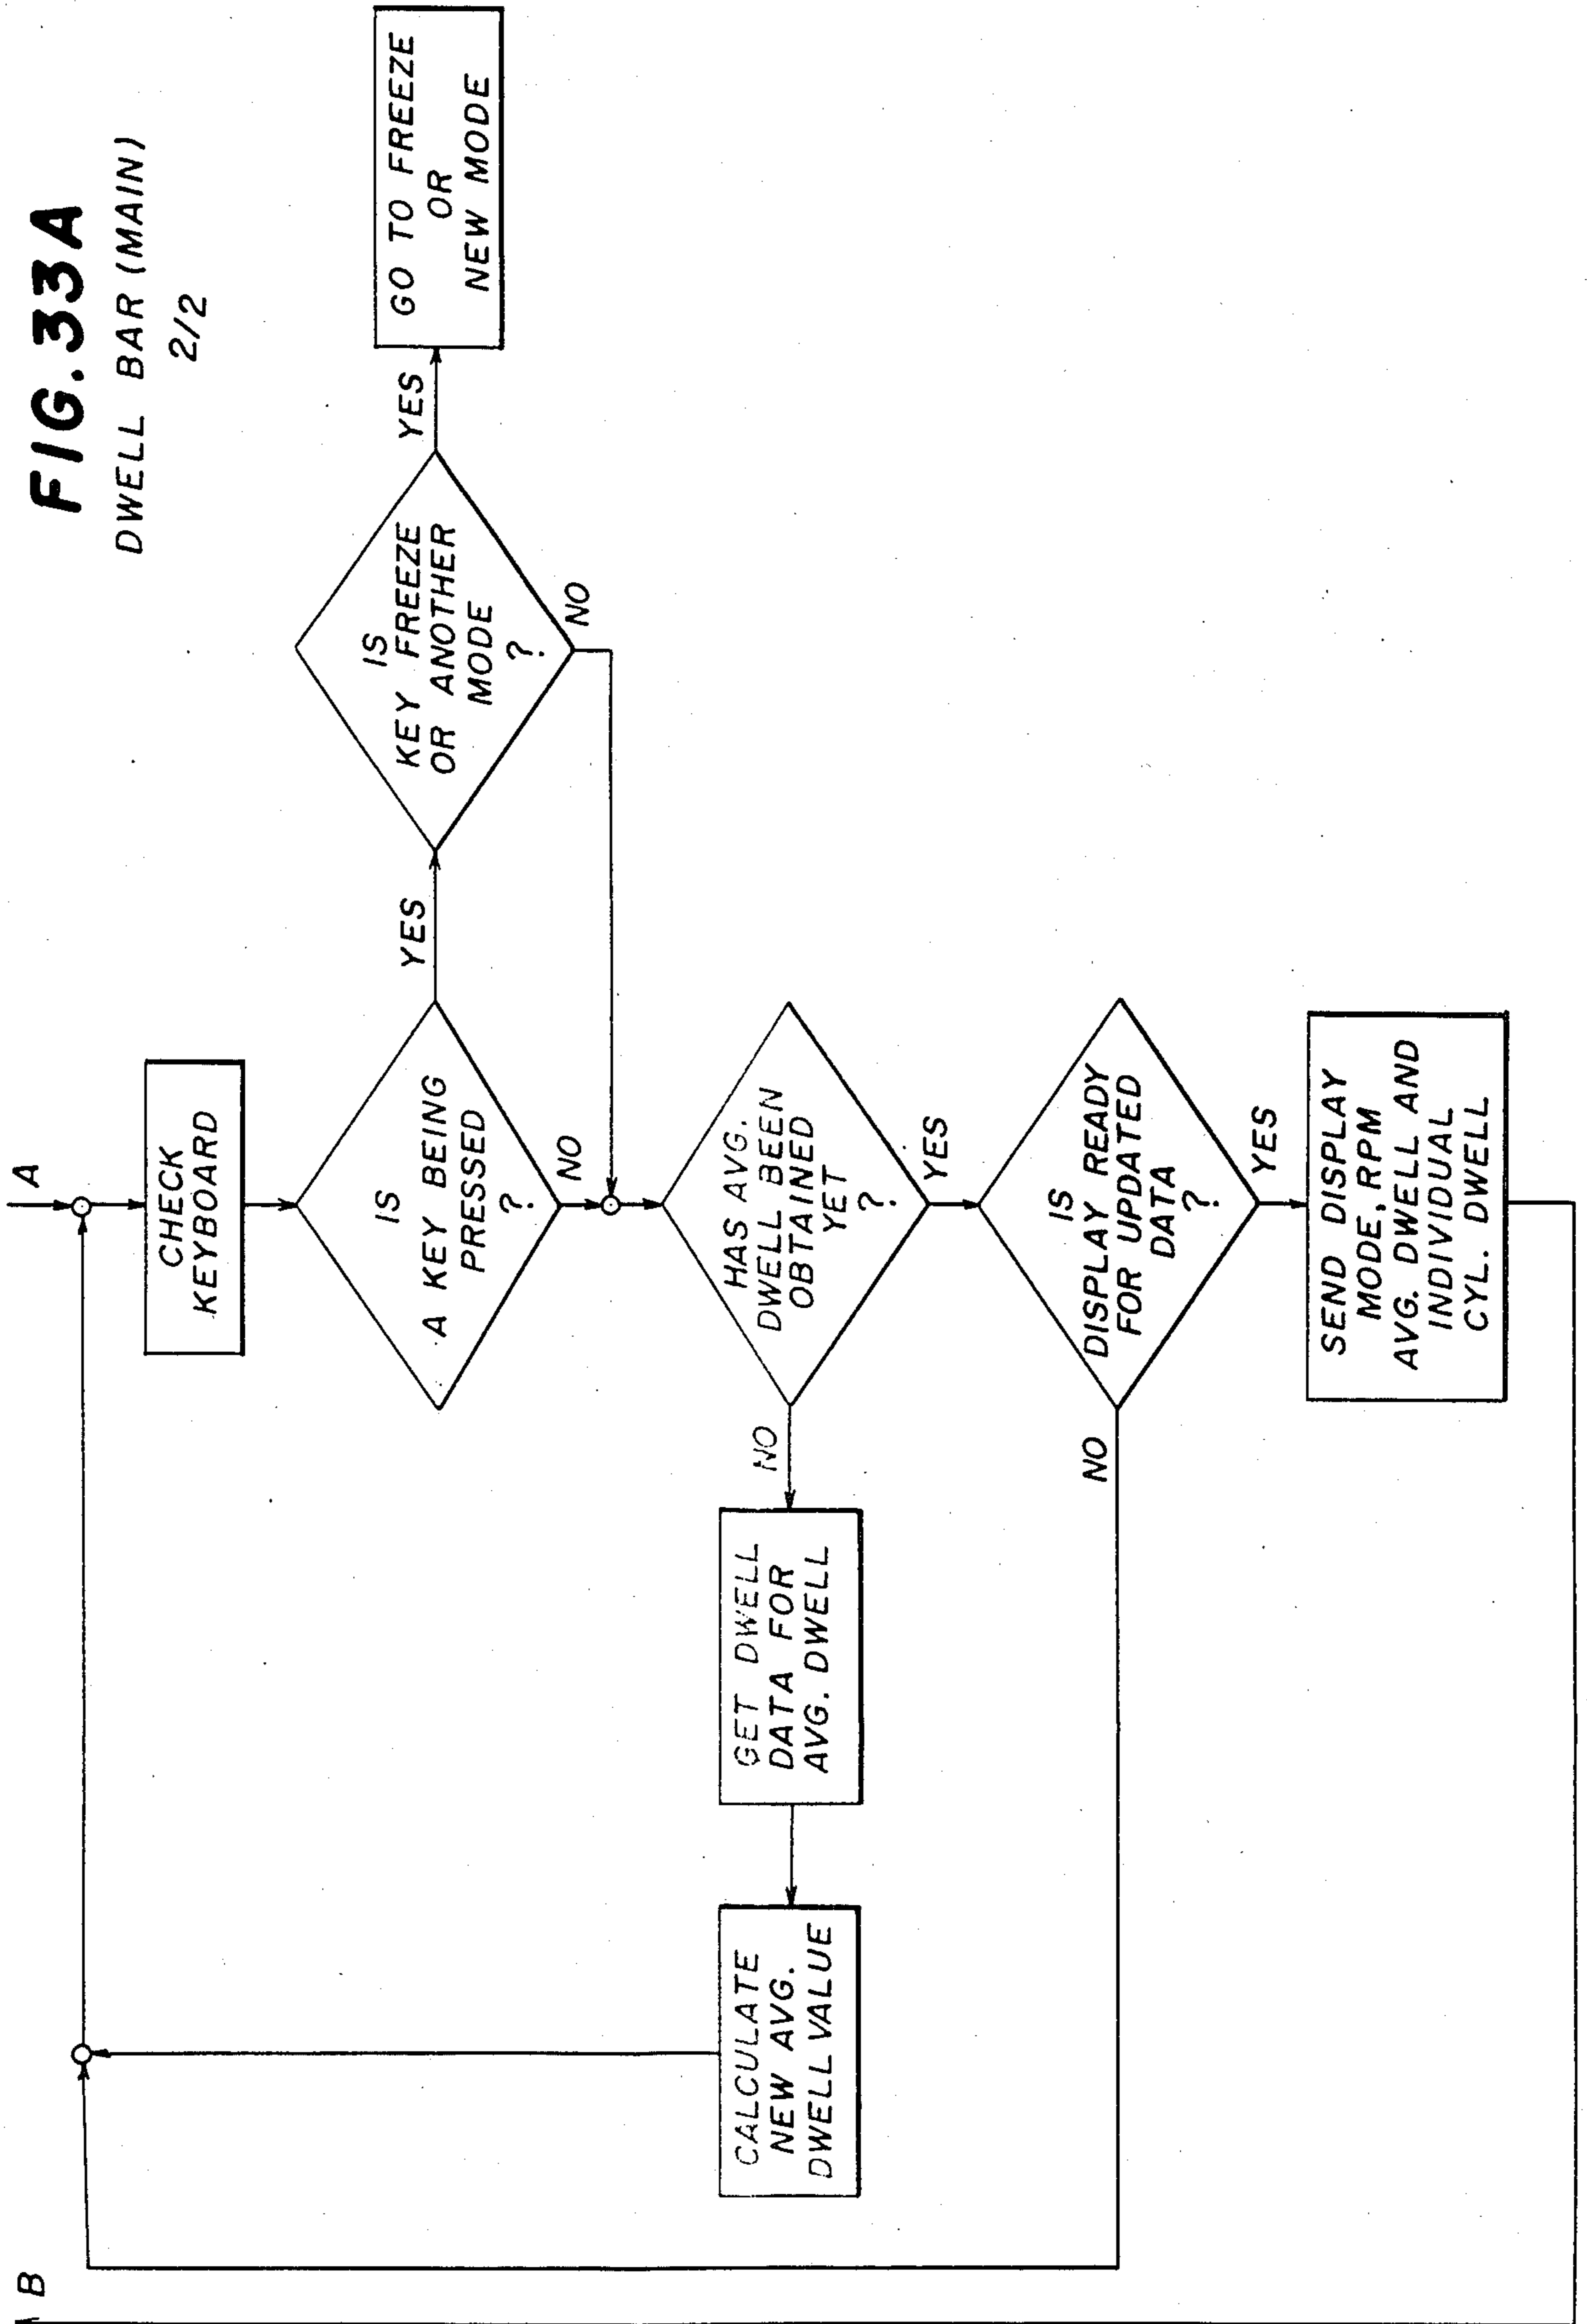 FIG. 33A
DWELL BAR (MAIN)
2/2
A
CHECK
KEYBOARD
IS
A KEY BEING
PRESSED
?
YES
NO
IS
KEY FREEZE
OR ANOTHER
MODE
?
YES
NO
GO TO FREEZE
OR
NEW MODE
HAS AVG.
DWELL BEEN
OBTAINED
YET
?
NO
YES
GET DWELL
DATA FOR
AVG. DWELL
CALCULATE
NEW AVG.
DWELL VALUE
IS
DISPLAY READY
FOR UPDATED
DATA
?
NO
YES
SEND DISPLAY
MODE, RPM
AVG. DWELL AND
INDIVIDUAL
CYL. DWELL
B